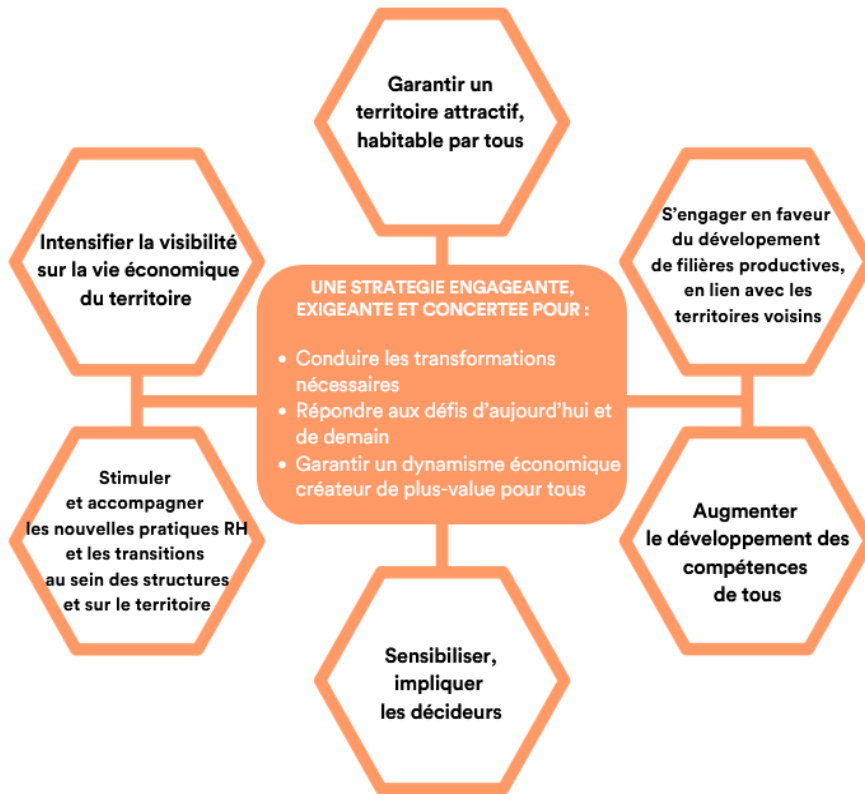 Garantir un
territoire attractif,
habitable par tous
Intensifier la visibilité
sur la vie économique
du territoire
S'engager en faveur
du dévelopement
de filières productives,
en lien avec les
territoires voisins
UNE STRATEGIE ENGAGEANTE,
EXIGEANTE ET CONCERTEE POUR :
• Conduire les transformations
nécessaires
• Répondre aux défis d'aujourd'hui et
de demain
• Garantir un dynamisme économique
créateur de plus-value pour tous
Stimuler
et accompagner
les nouvelles pratiques RH
et les transitions
au sein des structures
et sur le territoire
Augmenter
le développement des
compétences
de tous
Sensibiliser,
impliquer
les décideurs